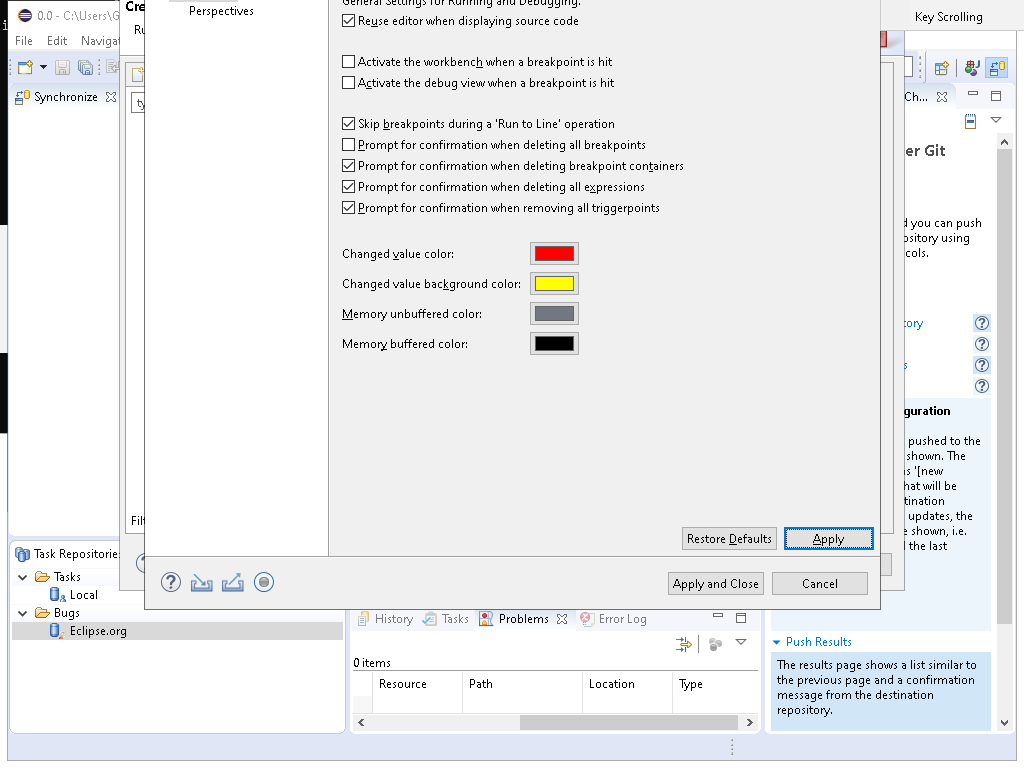 0.0 - C:\Users\G
Cre
General Settings for Running and Debugging.
Perspectives
Key Scrolling
Reuse editor when displaying source code
Ru
File Edit Naviga
Activate the workbench when a breakpoint is hit
Activate the debug view when a breakpoint is hit
Synchronize
ty
Ch...
Skip breakpoints during a 'Run to Line' operation
Prompt for confirmation when deleting all breakpoints
er Git
Prompt for confirmation when deleting breakpoint containers
Prompt for confirmation when deleting all expressions
Prompt for confirmation when removing all triggerpoints
d you can push
ository using
cols.
Changed value color:
Changed value background color:
Memory unbuffered color:
tory
Memory buffered color:
s
guration
pushed to the
shown. The
s '[new
hat will be
tination
updates, the
e shown, i.e.
l the last
Filt
Restore Defaults Apply
Task Repositorie
Tasks
Local
Bugs
Eclipse.org
Apply and Close Cancel
History Tasks Problems Error Log
0 items
Resource Path Location Type
Push Results
The results page shows a list similar to
the previous page and a confirmation
message from the destination
repository.